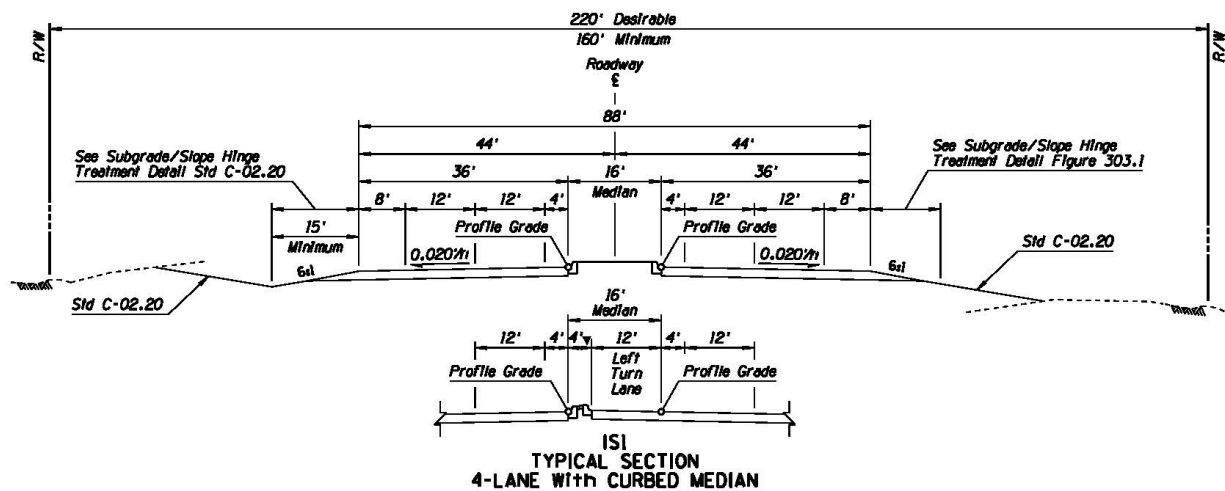 220' Desirable
160' Minimum
R/W
R/W
Roadway
℄
88'
44'
44'
See Subgrade/Slope Hinge
Treatment Detail Std C-02.20
See Subgrade/Slope Hinge
Treatment Detail Figure 303.1
36'
16'
36'
Median
8'
12'
12'
4'
4'
12'
12'
8'
15'
Minimum
Profile Grade
Profile Grade
Std C-02.20
0.020'/'
0.020'/'
6:1
6:1
Std C-02.20
16'
Median
12'
4'
4'
12'
4'
12'
Left
Turn
Lane
Profile Grade
Profile Grade
1S1
TYPICAL SECTION
4-LANE With CURBED MEDIAN